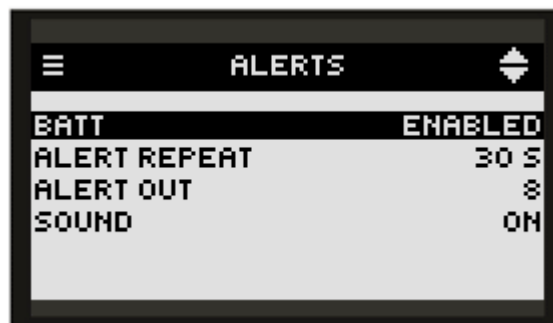 ALERTS
BATT ENABLED
ALERT REPEAT 30 S
ALERT OUT 8
SOUND ON